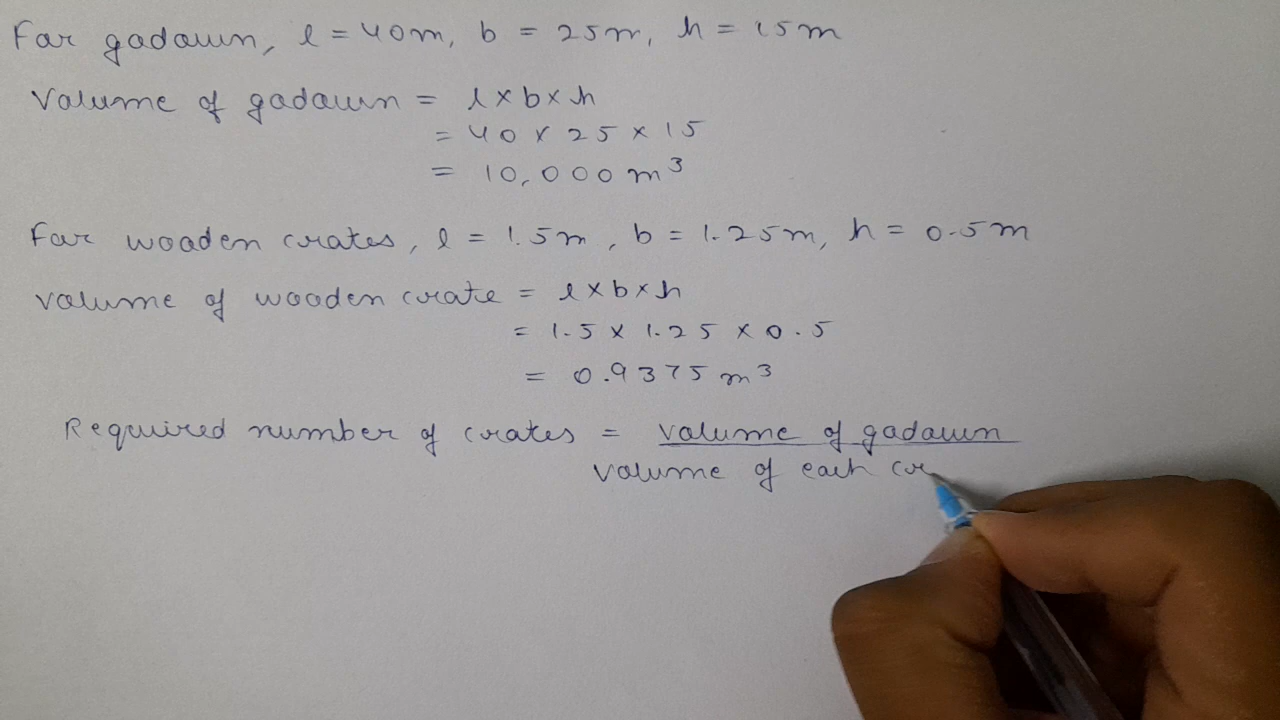 For godown, l = 40m, b = 25m, h = 15m
Volume of godown = l × b × h
= 40 × 25 × 15
= 10,000 m³
For wooden crates, l = 1.5m, b = 1.25m, h = 0.5m
Volume of wooden crate = l × b × h
= 1.5 × 1.25 × 0.5
= 0.9375 m³
Required number of crates = volume of godown
volume of each cr